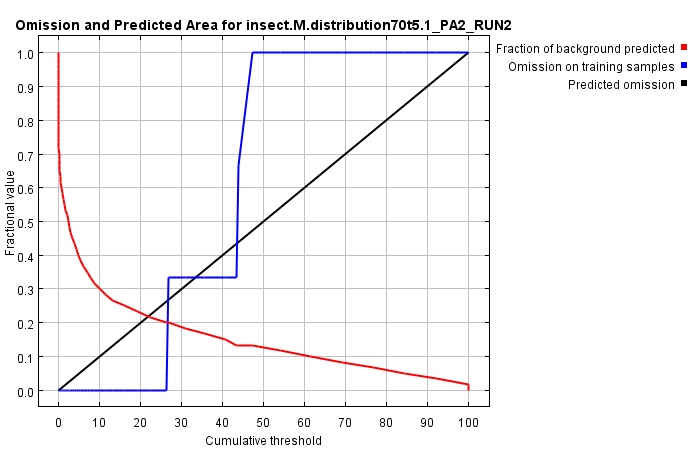 Omission and Predicted Area for insect.M.distribution70t5.1_PA2_RUN2
Fraction of background predicted
Omission on training samples
Predicted omission
Fractional value
1.0
0.9
0.8
0.7
0.6
0.5
0.4
0.3
0.2
0.1
0.0
0 10 20 30 40 50 60 70 80 90 100
Cumulative threshold